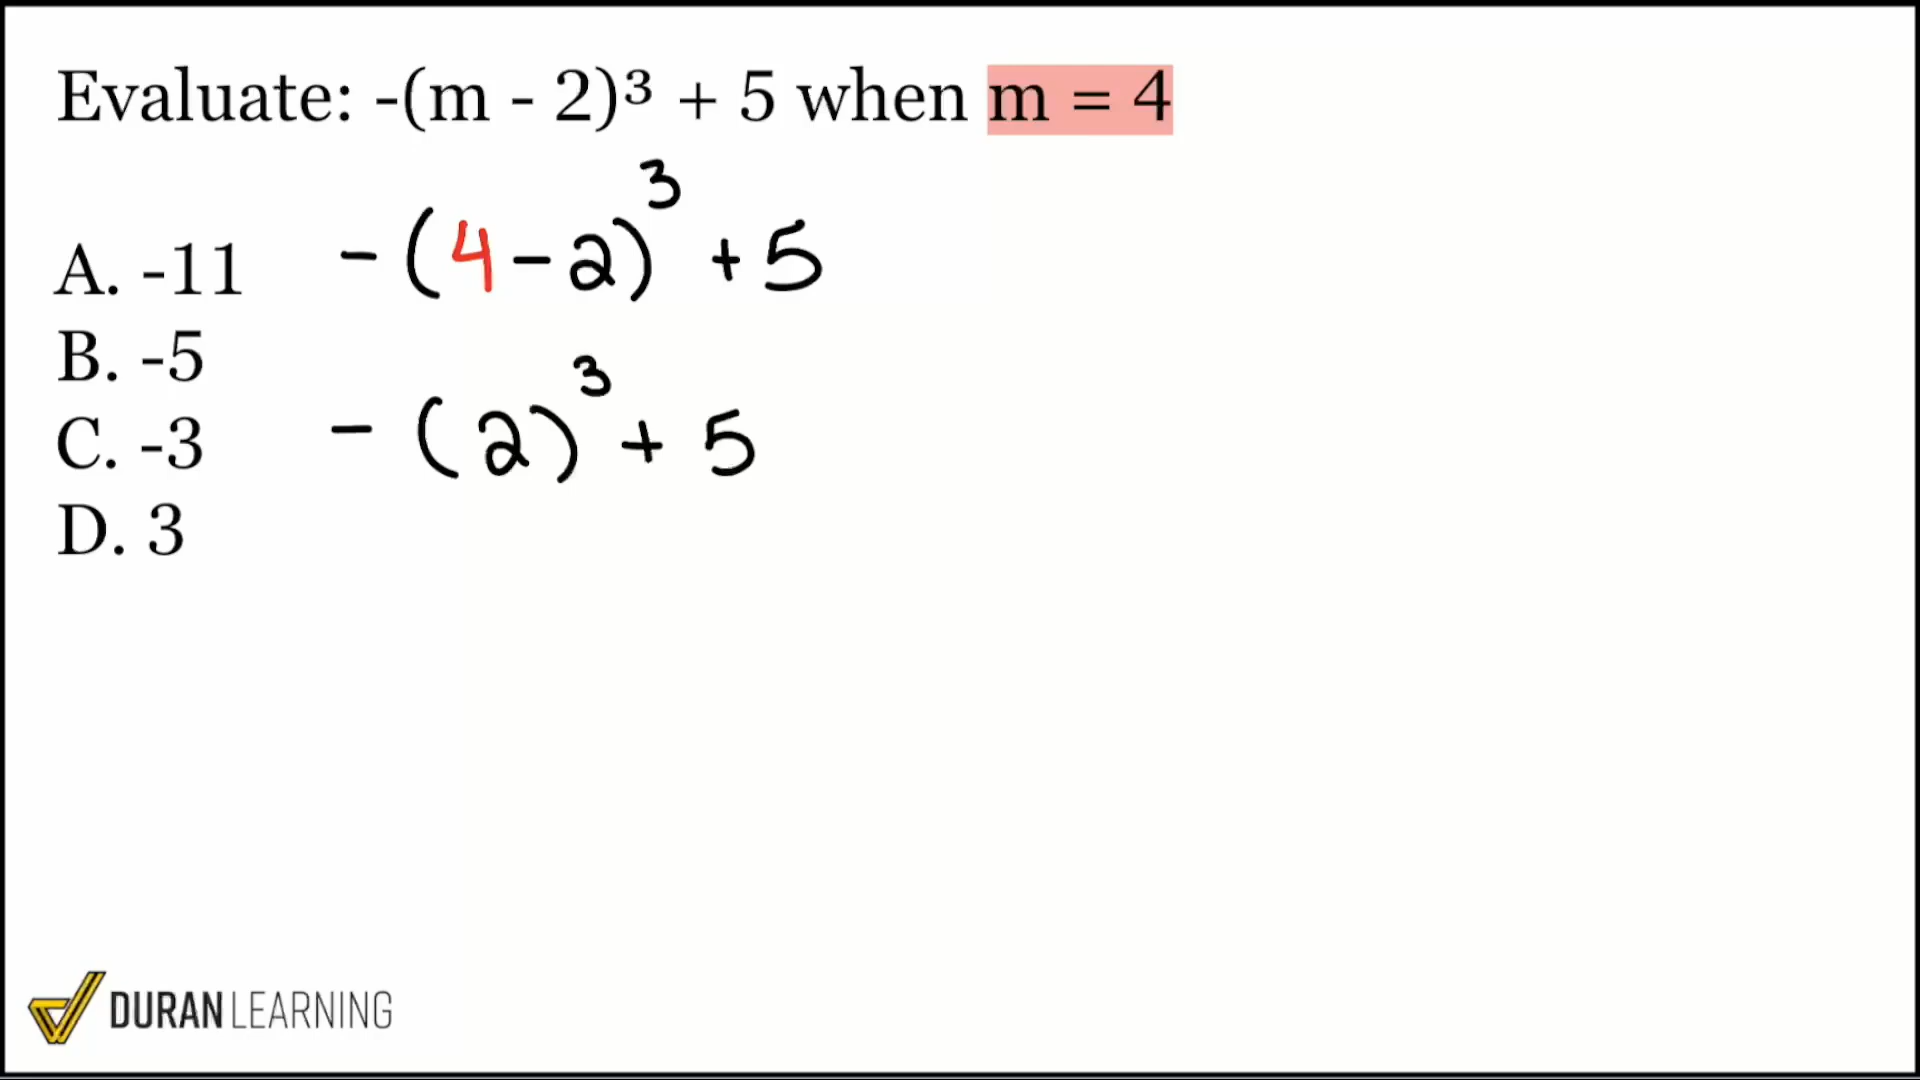 Evaluate: -(m - 2)³ + 5 when m = 4
-(4-2)³ + 5
A. -11
B. -5
-(2)³ + 5
C. -3
D. 3
DURAN LEARNING